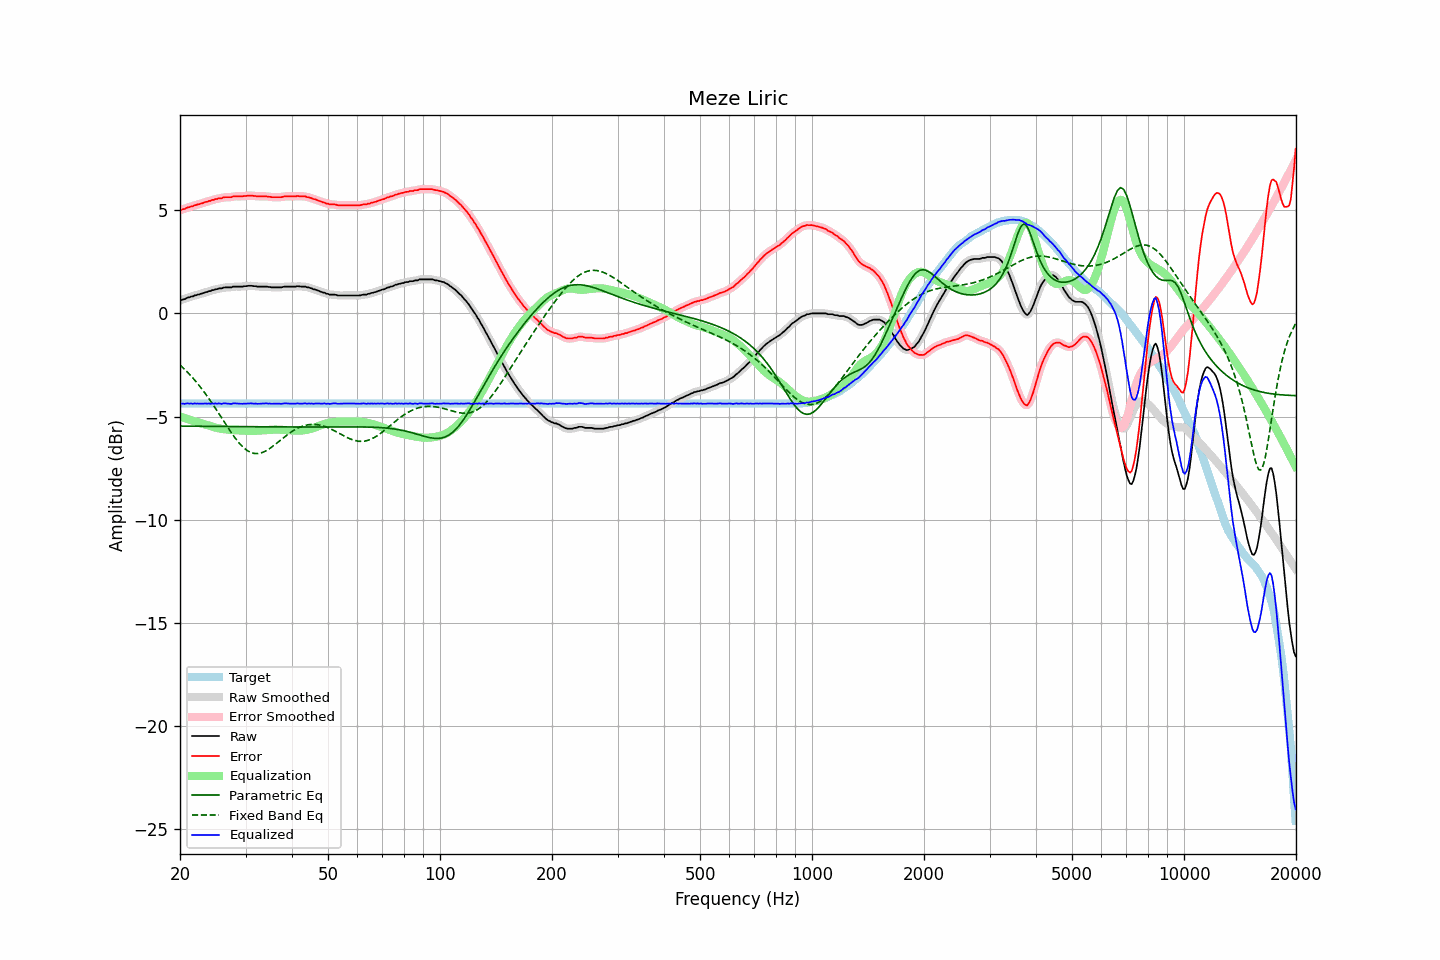 Meze Liric
Amplitude (dBr)
5
0
−5
−10
−15
−20
−25
Target
Raw Smoothed
Error Smoothed
Raw
Error
Equalization
Parametric Eq
Fixed Band Eq
Equalized
20 50 100 200 500 1000 2000 5000 10000 20000
Frequency (Hz)